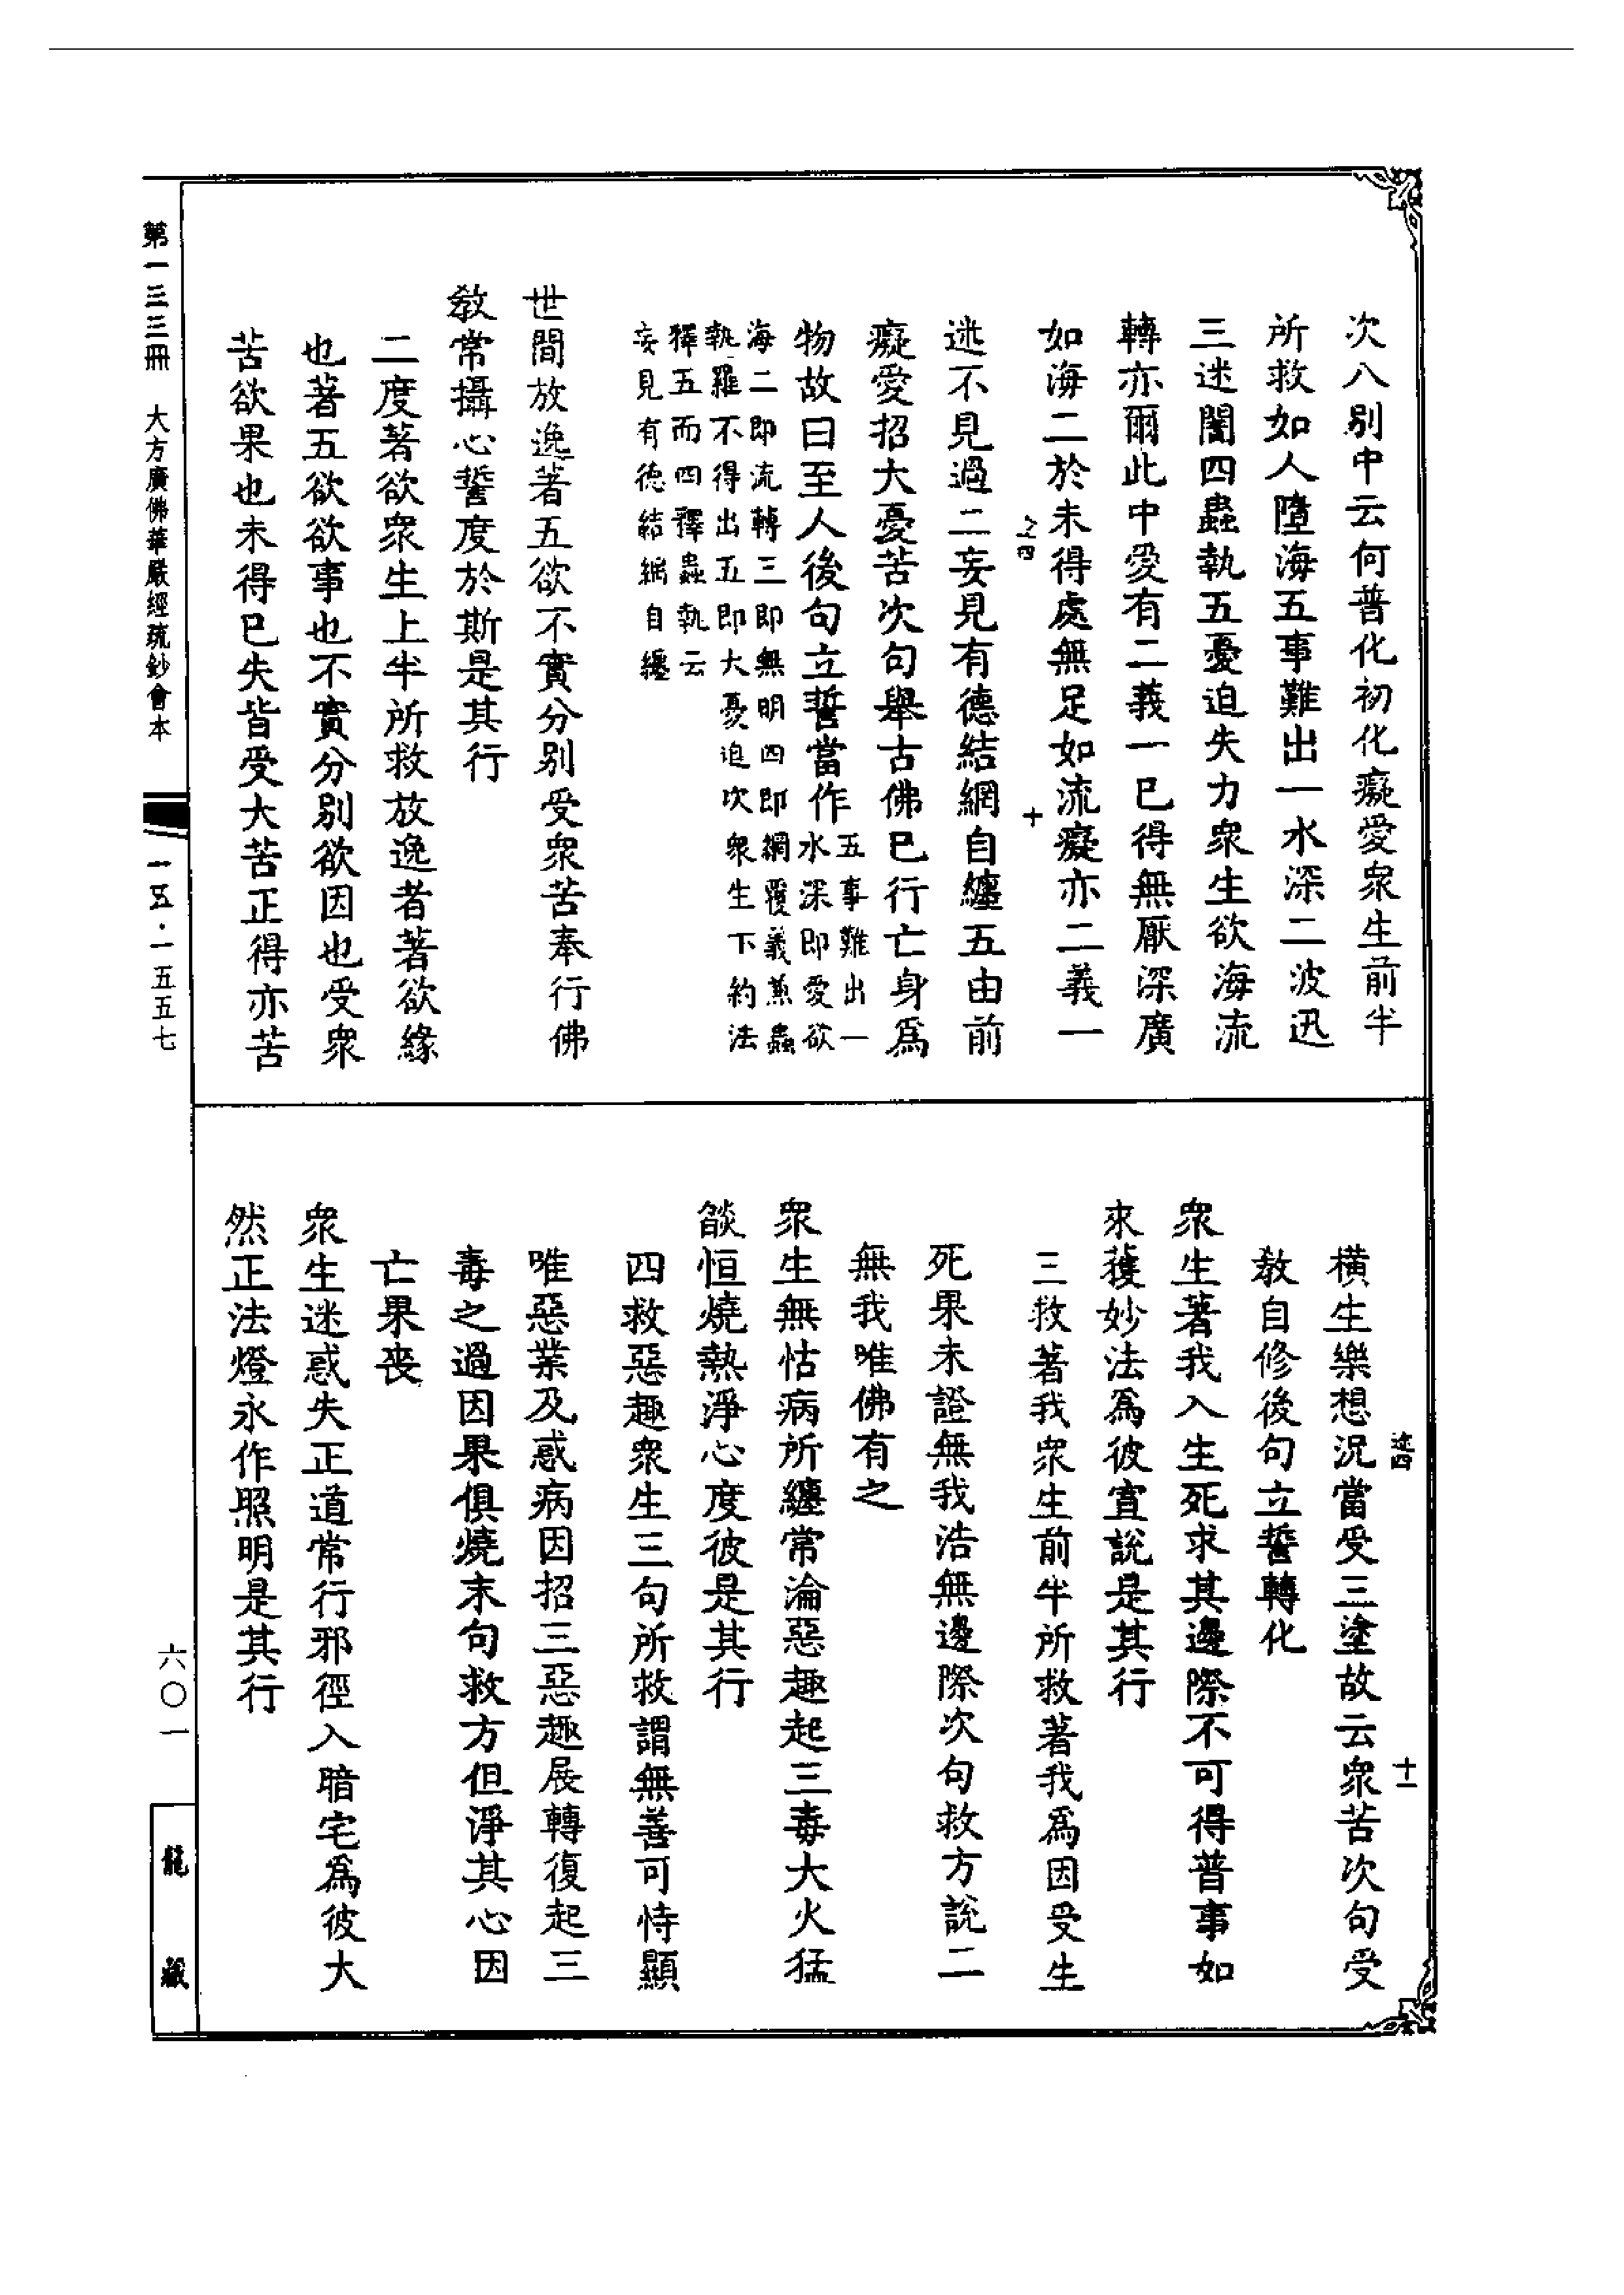 次八別中云何普化初化癡愛衆生前半
所救如人墮海五事難出一水深二波迅
三迷闇四蟲執五憂迫失力衆生欲海流
轉亦爾此中愛有二義一已得無厭深廣
如海二於未得處無足如流癡亦二義一
之四
十
迷不見過二妄見有德結網自纏五由前
癡愛招大憂苦次句舉古佛已行亡身爲
物故曰至人後句立誓當作
五事難出一
水深即愛欲
海二即流轉三即無明四即網覆義兼蟲
執羅不得出五即大憂迫次衆生下約法
釋五而四釋蟲執云
妄見有德結網自纏
世間放逸著五欲不實分別受衆苦奉行佛
教常攝心誓度於斯是其行
二度著欲衆生上半所救放逸者著欲緣
也著五欲欲事也不實分別欲因也受衆
苦欲果也未得已失皆受大苦正得亦苦
第一三三冊 大方廣佛華嚴經疏鈔會本
一五·一五五七
迹四
十一
橫生樂想況當受三塗故云衆苦次句受
教自修後句立誓轉化
衆生著我入生死求其邊際不可得普事如
來獲妙法爲彼宣說是其行
三救著我衆生前半所救著我爲因受生
死果未證無我浩無邊際次句救方說二
無我唯佛有之
衆生無怙病所纏常淪惡趣起三毒大火猛
燄恒燒熱淨心度彼是其行
四救惡趣衆生三句所救謂無善可恃顯
唯惡業及惑病因招三惡趣展轉復起三
毒之過因果俱燒末句救方但淨其心因
亡果喪
衆生迷惑失正道常行邪徑入暗宅爲彼大
然正法燈永作照明是其行
六〇一
龍藏